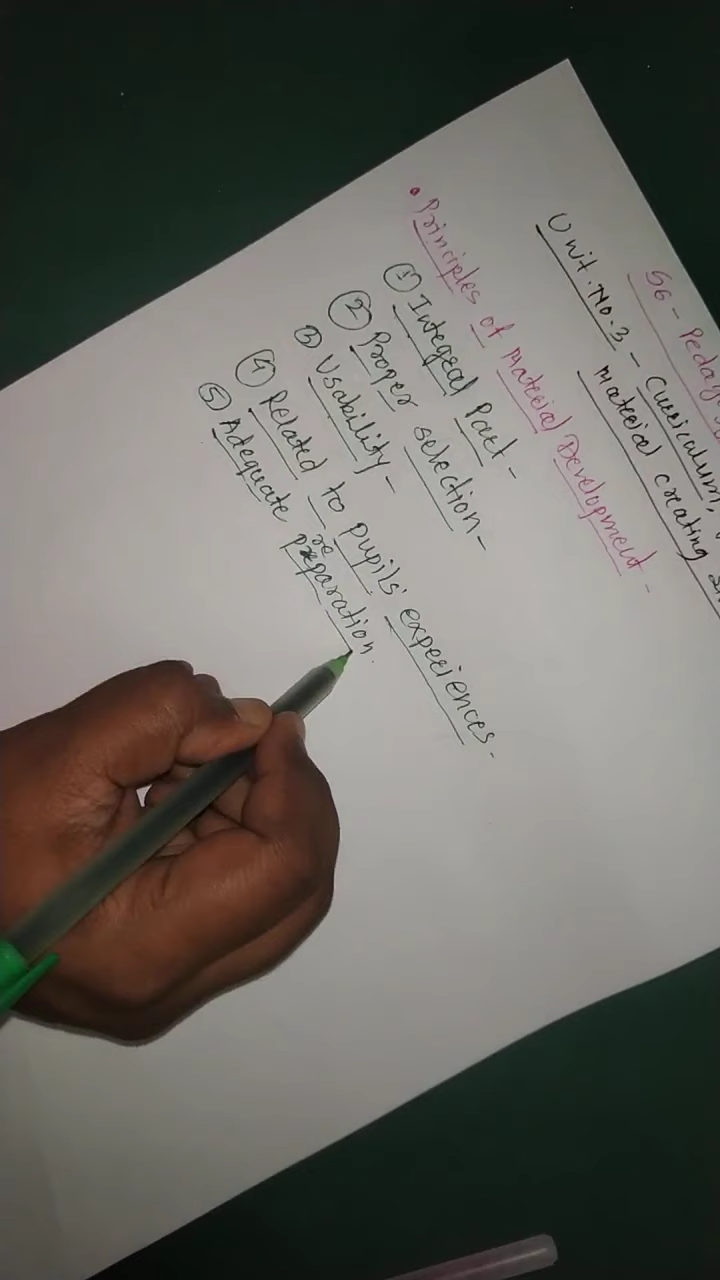 S6 - Pedag
Unit. No. 3 - Curriculum,
Material creating
• Principles of Material Development -
① Integral Part -
② Proper selection -
③ Usability -
④ Related to pupils' experiences -
⑤ Adequate preparation.